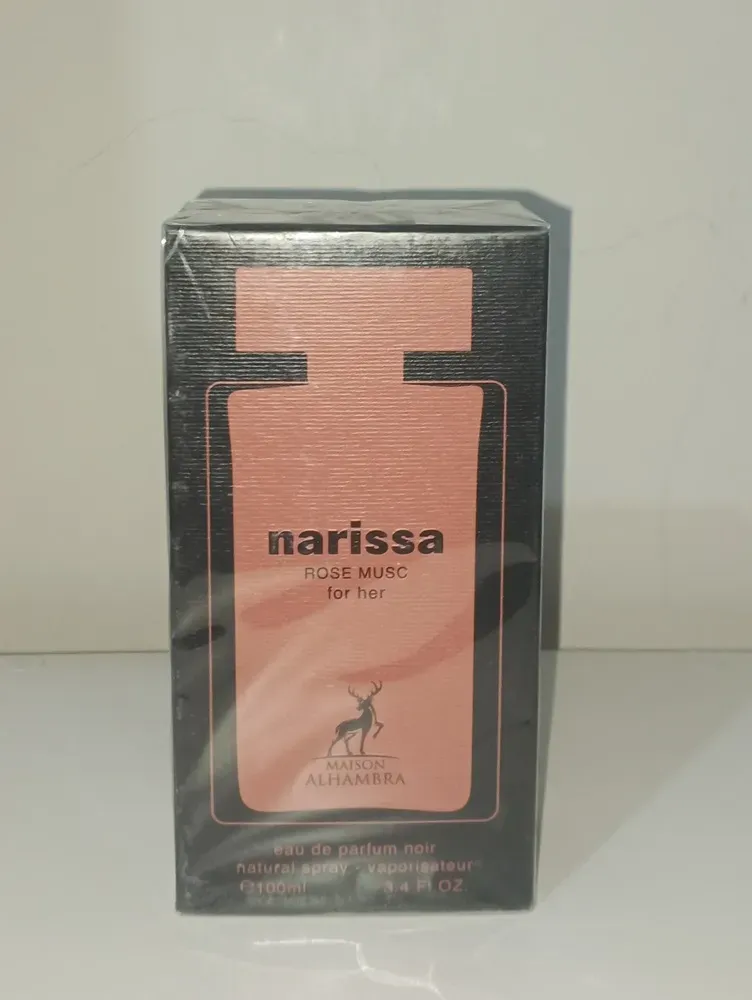 narissa
ROSE MUSC
for her
MAISON
ALHAMBRA
eau de parfum noir
natural spray - vaporisateur
℮100ml 3.4 Fl.OZ.